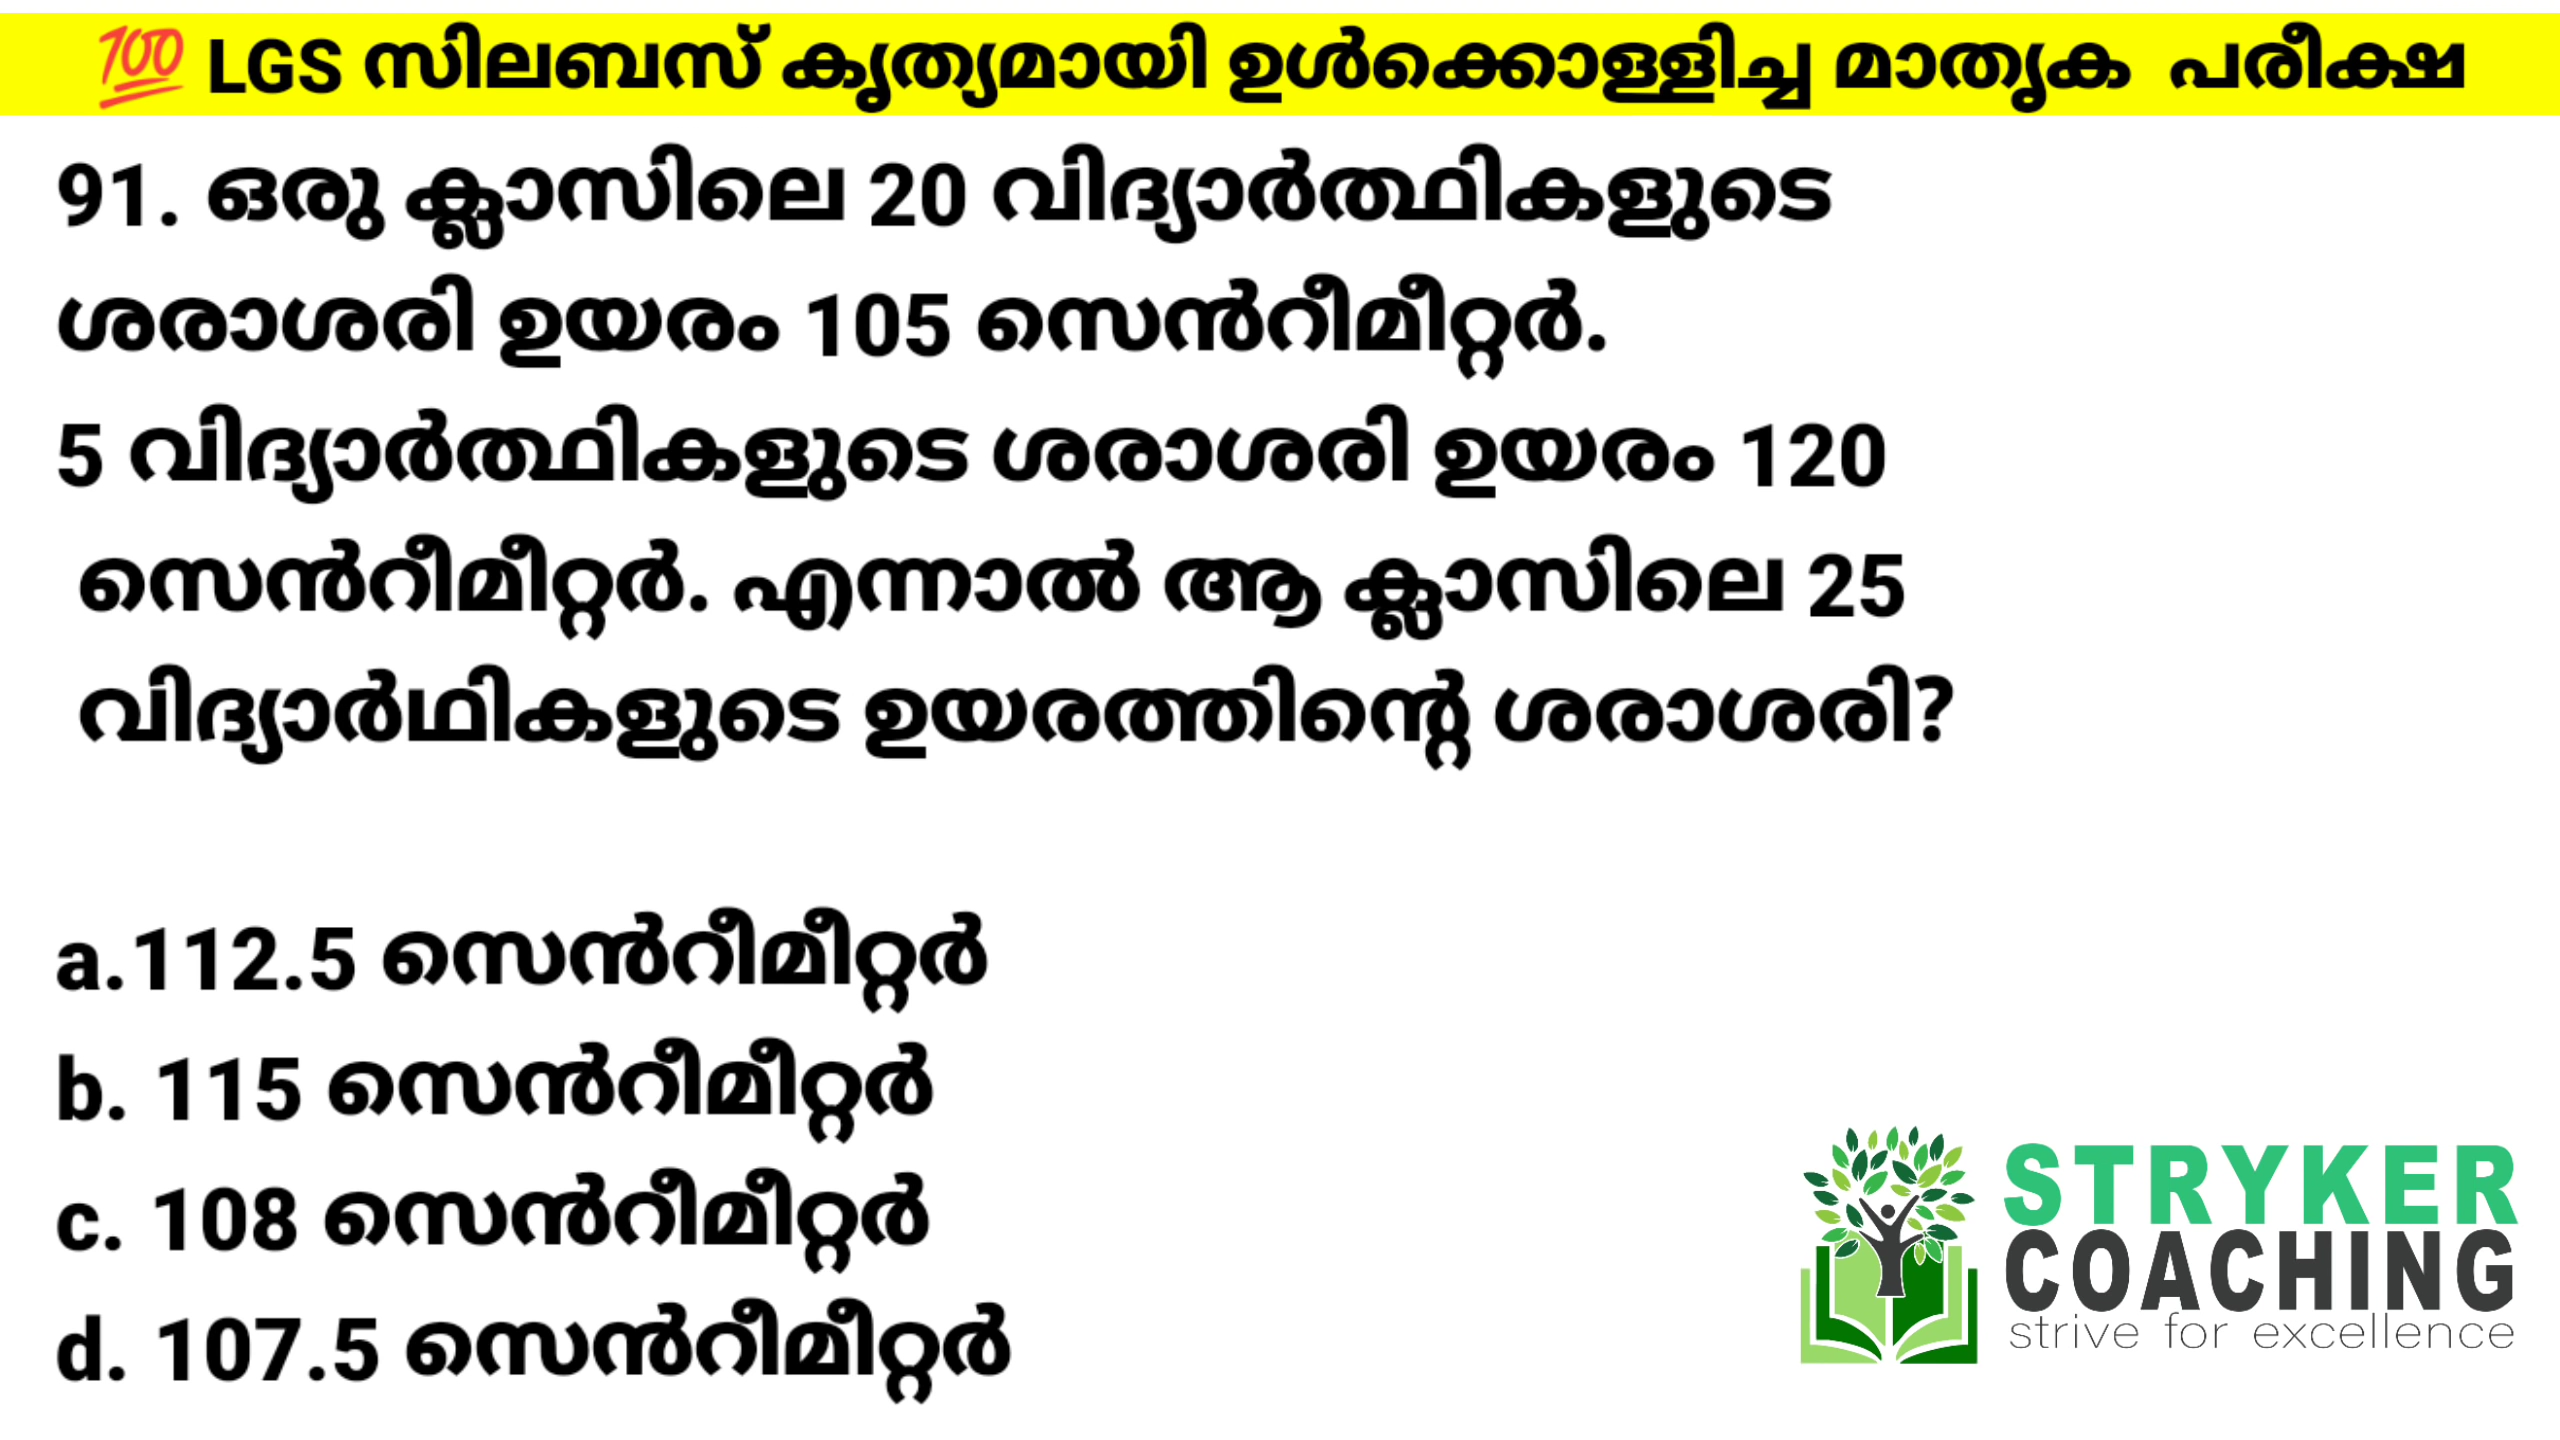 💯 LGS സിലബസ് കൃത്യമായി ഉൾക്കൊള്ളിച്ച മാതൃക പരീക്ഷ
91. ഒരു ക്ലാസിലെ 20 വിദ്യാർത്ഥികളുടെ
ശരാശരി ഉയരം 105 സെൻറീമീറ്റർ.
5 വിദ്യാർത്ഥികളുടെ ശരാശരി ഉയരം 120
സെൻറീമീറ്റർ. എന്നാൽ ആ ക്ലാസിലെ 25
വിദ്യാർഥികളുടെ ഉയരത്തിന്റെ ശരാശരി?
a.112.5 സെൻറീമീറ്റർ
b. 115 സെൻറീമീറ്റർ
c. 108 സെൻറീമീറ്റർ
d. 107.5 സെൻറീമീറ്റർ
STRYKER
COACHING
strive for excellence